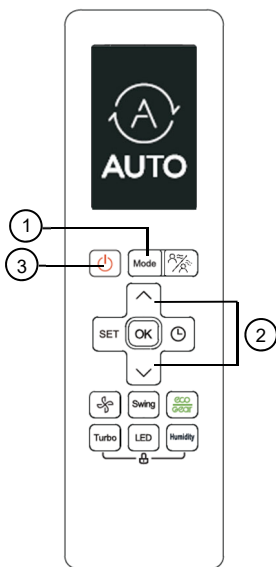 A
AUTO
1
3
Mode
SET
OK
2
Swing
eco
Gear
Turbo
LED
Humidity